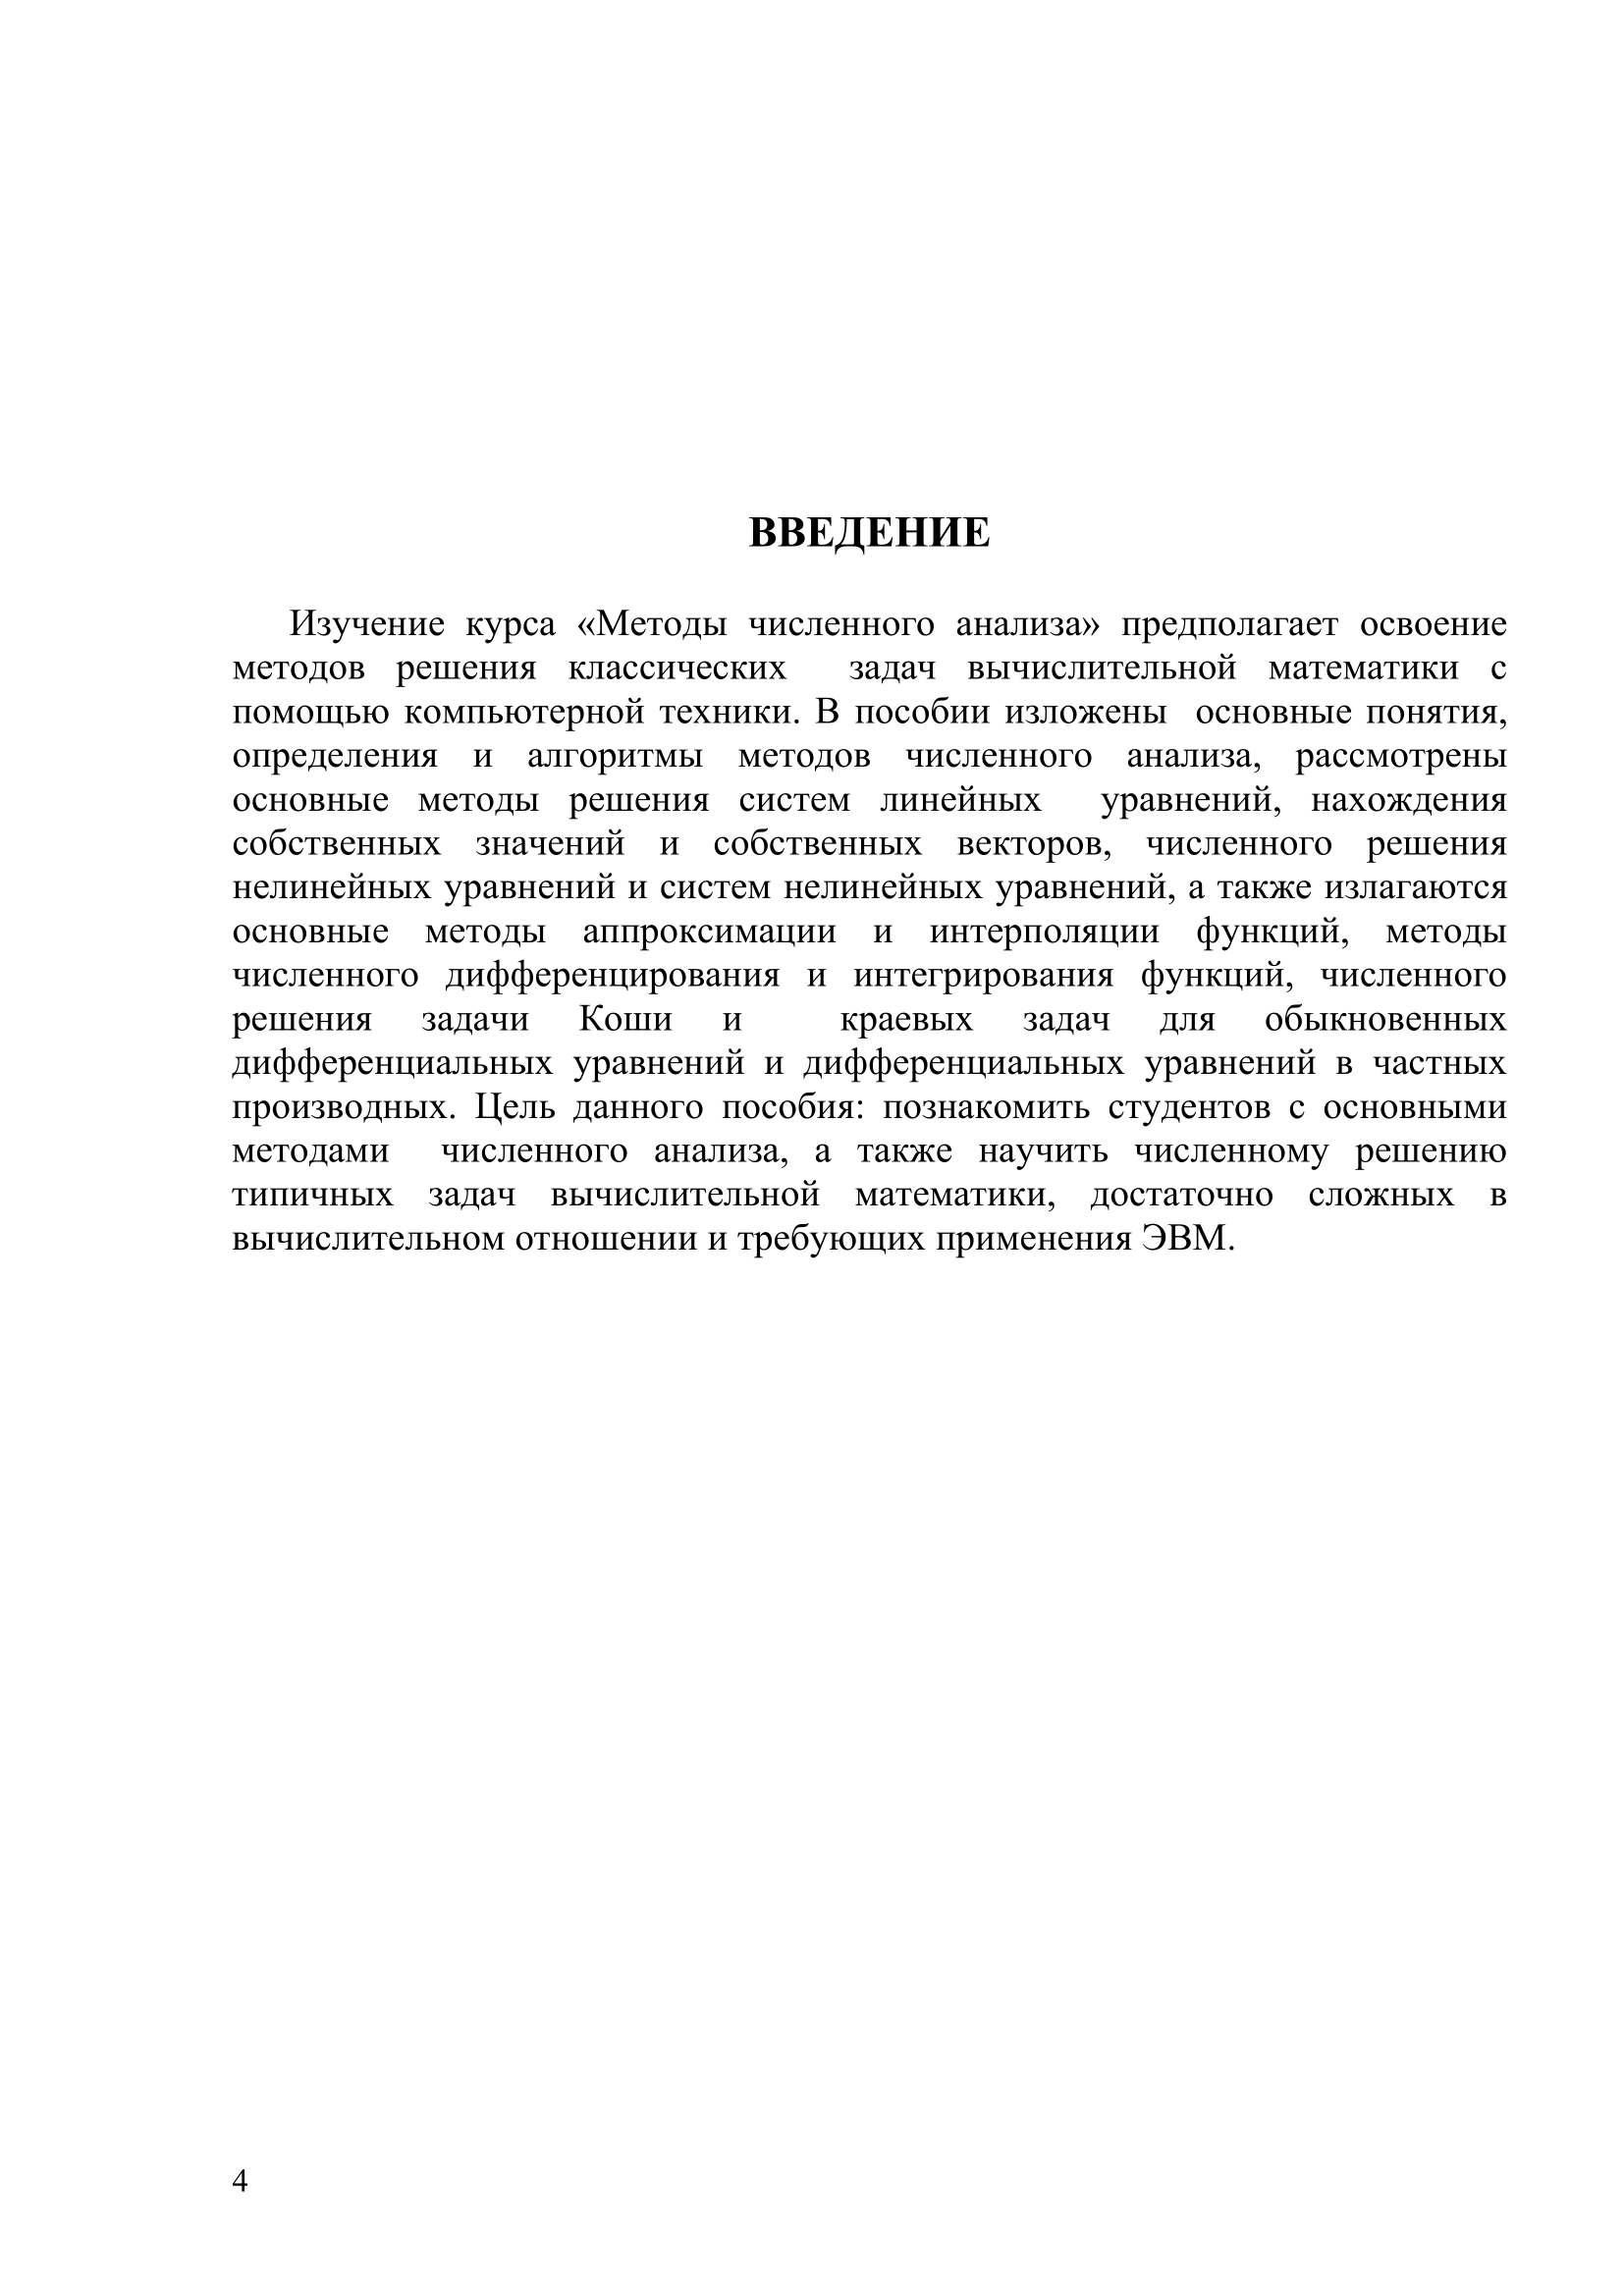 ВВЕДЕНИЕ
Изучение курса «Методы численного анализа» предполагает освоение
методов решения классических задач вычислительной математики с
помощью компьютерной техники. В пособии изложены основные понятия,
определения и алгоритмы методов численного анализа, рассмотрены
основные методы решения систем линейных уравнений, нахождения
собственных значений и собственных векторов, численного решения
нелинейных уравнений и систем нелинейных уравнений, а также излагаются
основные методы аппроксимации и интерполяции функций, методы
численного дифференцирования и интегрирования функций, численного
решения задачи Коши и краевых задач для обыкновенных
дифференциальных уравнений и дифференциальных уравнений в частных
производных. Цель данного пособия: познакомить студентов с основными
методами численного анализа, а также научить численному решению
типичных задач вычислительной математики, достаточно сложных в
вычислительном отношении и требующих применения ЭВМ.
4